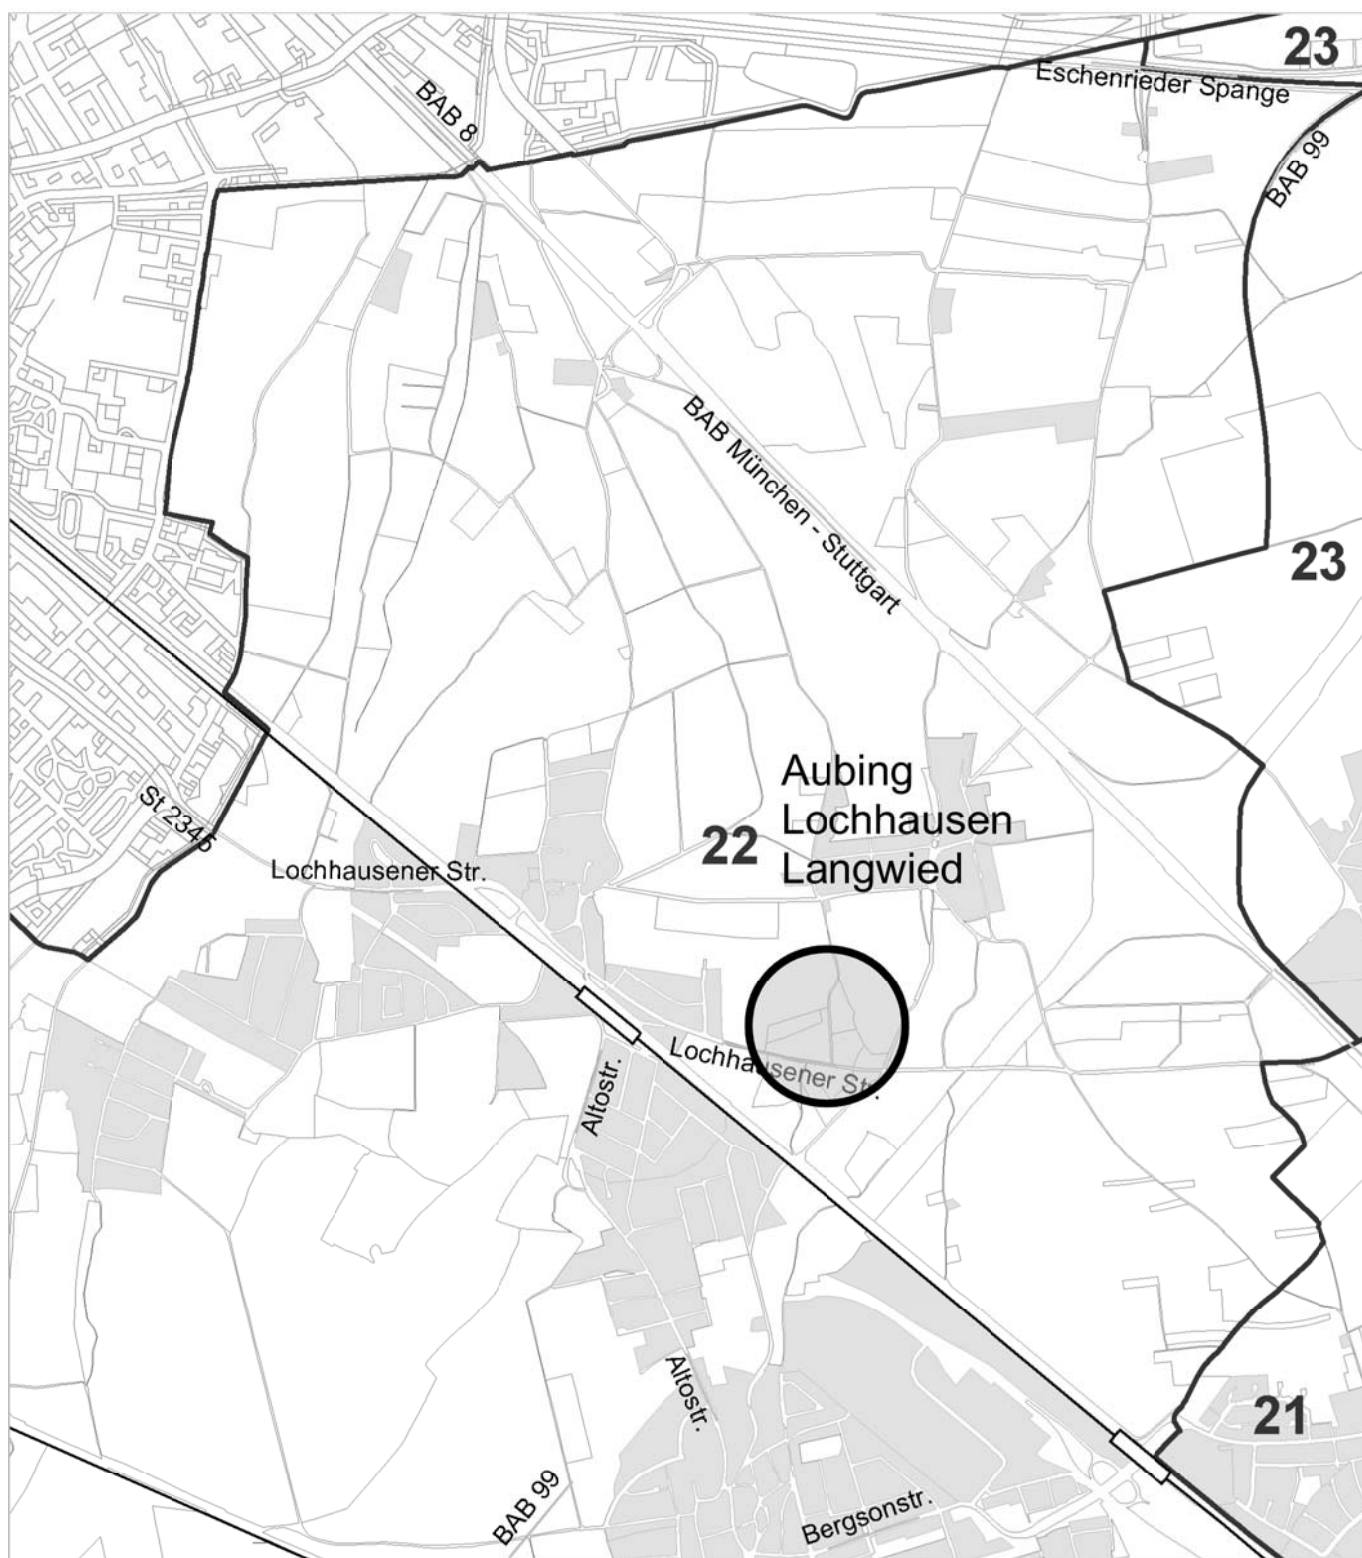 23
Eschenrieder Spange
BAB 8
BAB 99
BAB München - Stuttgart
23
Aubing
Lochhausen
Langwied
22
St 2345
Lochhausener Str.
Lochhausener Str.
Altostr.
Altostr.
21
BAB 99
Bergsonstr.